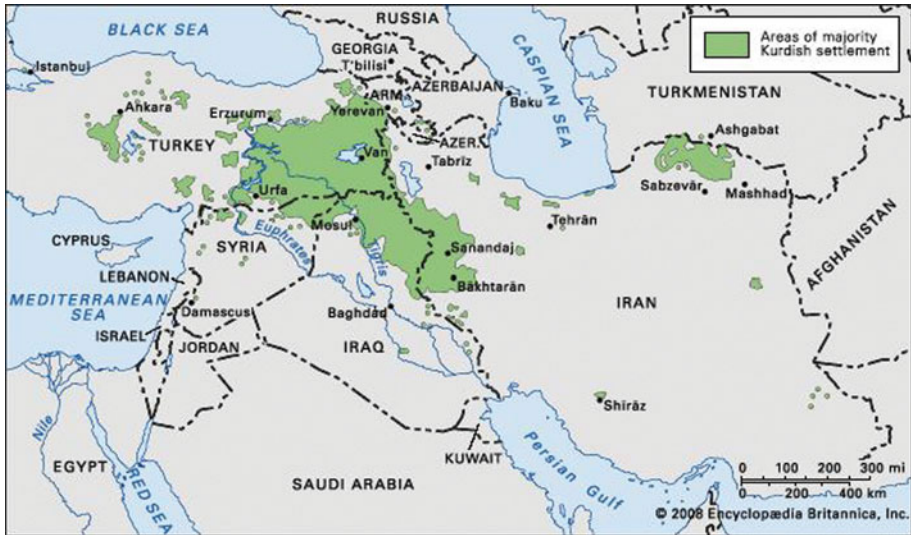 BLACK SEA
RUSSIA
GEORGIA
T'bilisi
CASPIAN SEA
Areas of majority
Kurdish settlement
Istanbul
Ankara
Erzurum
ARM.
Yerevan
AZERBAIJAN
Baku
TURKMENISTAN
TURKEY
Van
AZER.
Tabrīz
Ashgabat
Sabzevār
Mashhad
Urfa
Mosul
Tehrān
CYPRUS
SYRIA
Euphrates
Tigris
Sanandaj
AFGHANISTAN
LEBANON
MEDITERRANEAN
SEA
Bākhtarān
IRAN
Damascus
Baghdād
ISRAEL
JORDAN
IRAQ
Shīrāz
Nile
KUWAIT
Persian Gulf
EGYPT
RED SEA
SAUDI ARABIA
0 100 200 300 mi
0 200 400 km
© 2008 Encyclopædia Britannica, Inc.